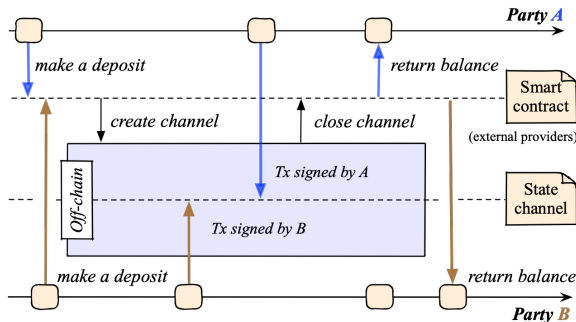 Party A
make a deposit
return balance
Smart
contract
(external providers)
create channel
close channel
Off-chain
Tx signed by A
State
channel
Tx signed by B
make a deposit
return balance
Party B